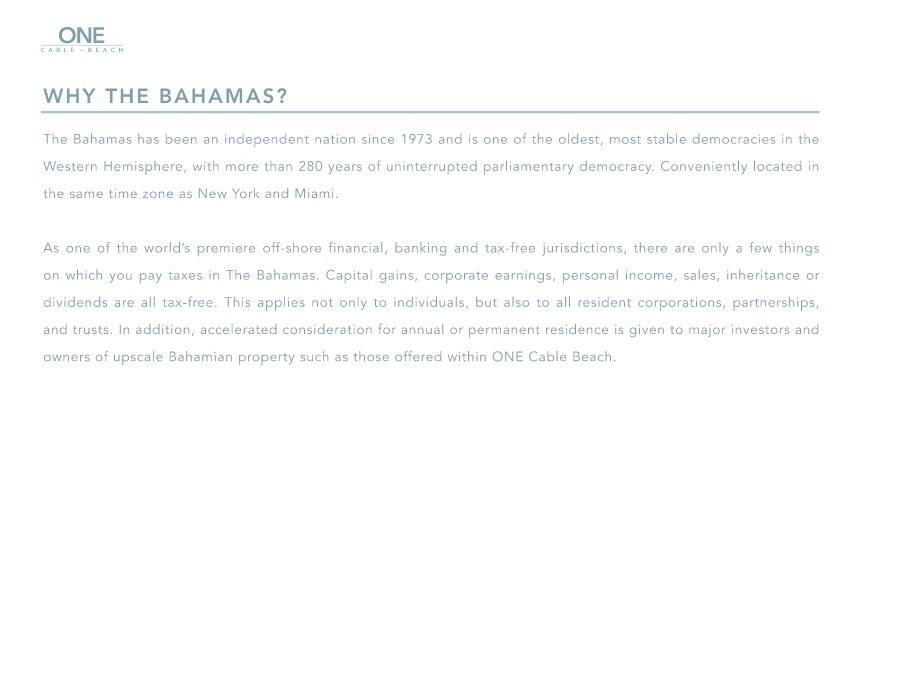 ONE
CABLE — BEACH
WHY THE BAHAMAS?
The Bahamas has been an independent nation since 1973 and is one of the oldest, most stable democracies in the
Western Hemisphere, with more than 280 years of uninterrupted parliamentary democracy. Conveniently located in
the same time zone as New York and Miami.
As one of the world's premiere off-shore financial, banking and tax-free jurisdictions, there are only a few things
on which you pay taxes in The Bahamas. Capital gains, corporate earnings, personal income, sales, inheritance or
dividends are all tax-free. This applies not only to individuals, but also to all resident corporations, partnerships,
and trusts. In addition, accelerated consideration for annual or permanent residence is given to major investors and
owners of upscale Bahamian property such as those offered within ONE Cable Beach.